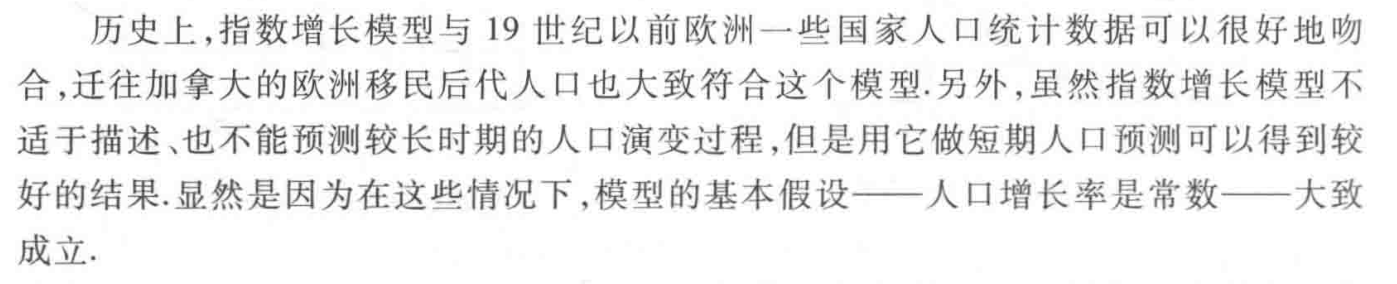 历史上,指数增长模型与 19 世纪以前欧洲一些国家人口统计数据可以很好地吻
合,迁往加拿大的欧洲移民后代人口也大致符合这个模型.另外,虽然指数增长模型不
适于描述、也不能预测较长时期的人口演变过程,但是用它做短期人口预测可以得到较
好的结果.显然是因为在这些情况下,模型的基本假设——人口增长率是常数——大致
成立.